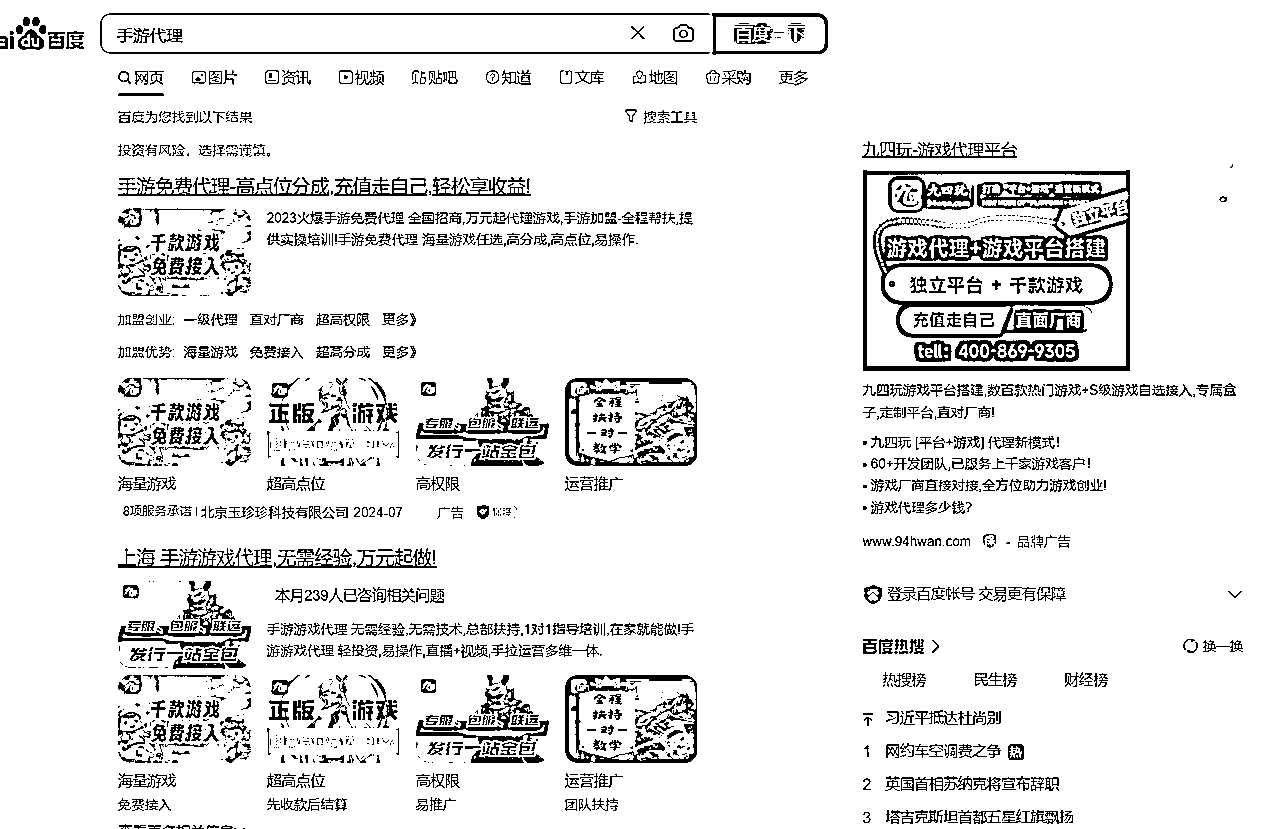 百度
手游代理
百度一下
网页 图片 资讯 视频 贴吧 知道 文库 地图 采购 更多
百度为您找到以下结果
搜索工具
投资有风险，选择需谨慎。
手游免费代理-高点位分成,充值走自己,轻松享收益!
千款游戏
免费接入
2023火爆手游免费代理 全国招商,万元起代理游戏,手游加盟-全程帮扶,提
供实操培训!手游免费代理 海量游戏任选,高分成,高点位,易操作.
加盟创业: 一级代理 直对厂商 超高权限 更多》
加盟优势: 海量游戏 免费接入 超高分成 更多》
千款游戏
免费接入
正版 游戏
专服 包服 联运
发行一站全包
全程
扶持
一对一
教学
海量游戏 超高点位 高权限 运营推广
8项服务承诺 北京玉珍珍科技有限公司 2024-07 广告
上海 手游游戏代理,无需经验,万元起做!
专服 包服 联运
发行一站全包
本月239人已咨询相关问题
手游游戏代理 无需经验,无需技术,总部扶持,1对1指导培训,在家就能做!手
游游戏代理 轻投资,易操作,直播+视频,手拉运营多维一体.
千款游戏
免费接入
正版 游戏
专服 包服 联运
发行一站全包
全程
扶持
一对一
教学
海量游戏 超高点位 高权限 运营推广
免费接入 先收款后结算 易推广 团队扶持
九四玩-游戏代理平台
九四玩
独立平台
游戏代理+游戏平台搭建
独立平台 + 千款游戏
充值走自己 直面厂商
tell: 400-869-9305
九四玩游戏平台搭建,数百款热门游戏+S级游戏自选接入,专属盒
子,定制平台,直对厂商!
• 九四玩 [平台+游戏] 代理新模式!
• 60+开发团队,已服务上千家游戏客户!
• 游戏厂商直接对接,全方位助力游戏创业!
• 游戏代理多少钱?
www.94hwan.com - 品牌广告
登录百度帐号 交易更有保障
百度热搜 换一换
热搜榜 民生榜 财经榜
习近平抵达杜尚别
1 网约车空调费之争 热
2 英国首相苏纳克将宣布辞职
3 塔吉克斯坦首都五星红旗飘扬